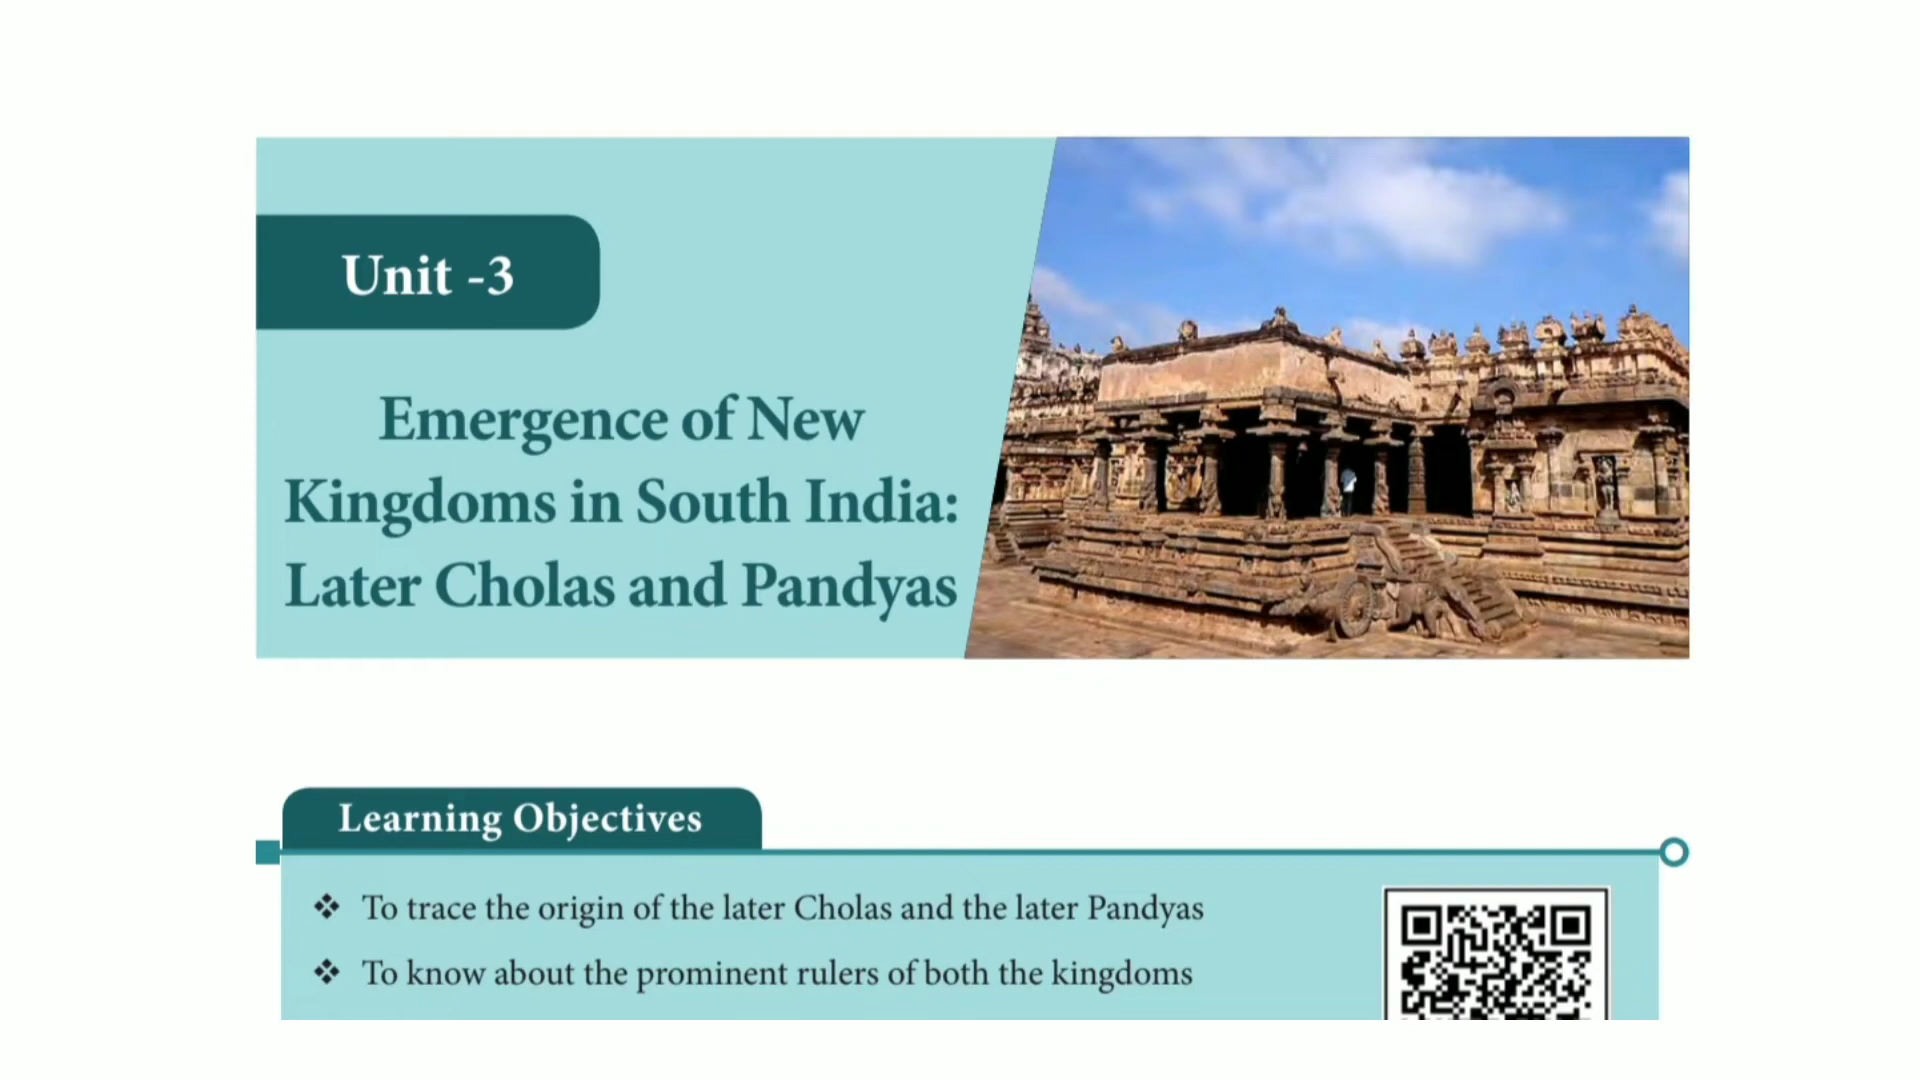 Unit -3
Emergence of New
Kingdoms in South India:
Later Cholas and Pandyas
Learning Objectives
❖ To trace the origin of the later Cholas and the later Pandyas
❖ To know about the prominent rulers of both the kingdoms